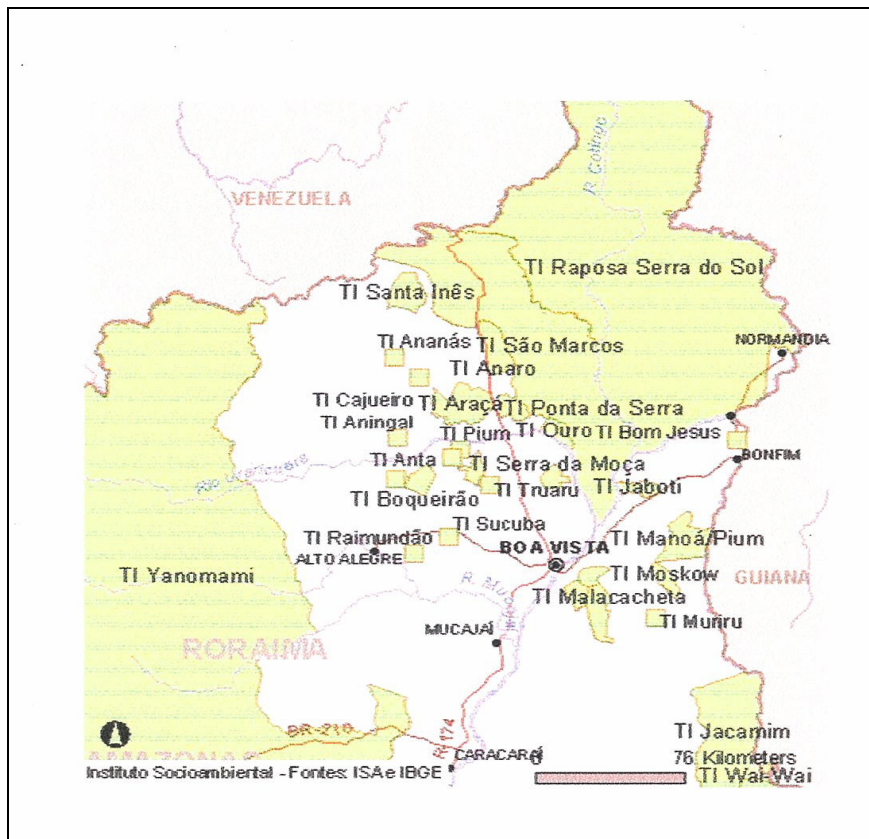 R. Cotingo
VENEZUELA
TI Raposa Serra do Sol
TI Santa Inês
NORMANDIA
TI Ananás
TI São Marcos
TI Anaro
TI Cajueiro
TI Araçá
TI Ponta da Serra
TI Aningal
TI Pium
TI Ouro
TI Bom Jesus
BONFIM
TI Anta
TI Serra da Moça
Rio Uraricoera
TI Truaru
TI Jaboti
TI Boqueirão
TI Sucuba
TI Raimundão
BOA VISTA
TI Manoá/Pium
ALTO ALEGRE
TI Yanomami
TI Moskow
GUIANA
TI Malacacheta
TI Muriru
MUCAJAÍ
RORAIMA
TI Jacamim
BR-210
R-174
AMAZONAS
CARACARAÍ
0
76 Kilometers
Instituto Socioambiental - Fontes: ISA e IBGE
TI Wai-Wai